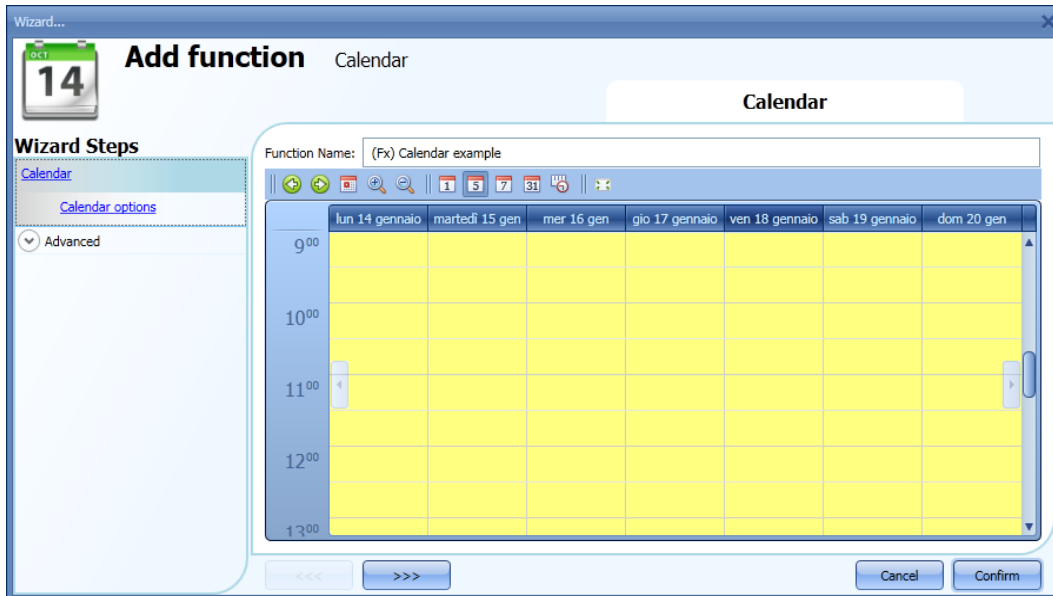 Wizard...
OCT
14
Add function Calendar
Calendar
Wizard Steps
Calendar
Calendar options
Advanced
Function Name: (Fx) Calendar example
1 5 7 31
lun 14 gennaio martedì 15 gen mer 16 gen gio 17 gennaio ven 18 gennaio sab 19 gennaio dom 20 gen
9⁰⁰
10⁰⁰
11⁰⁰
12⁰⁰
13⁰⁰
<<< >>> Cancel Confirm